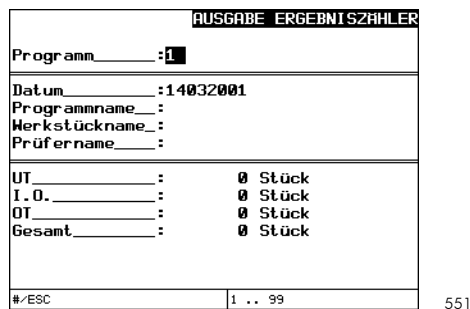 AUSGABE ERGEBNISZÄHLER
Programm______:1
Datum_________:14032001
Programmname__:
Werkstückname_:
Prüfername____:
UT____________: 0 Stück
I.O.__________: 0 Stück
OT____________: 0 Stück
Gesamt________: 0 Stück
#/ESC 1 .. 99
551